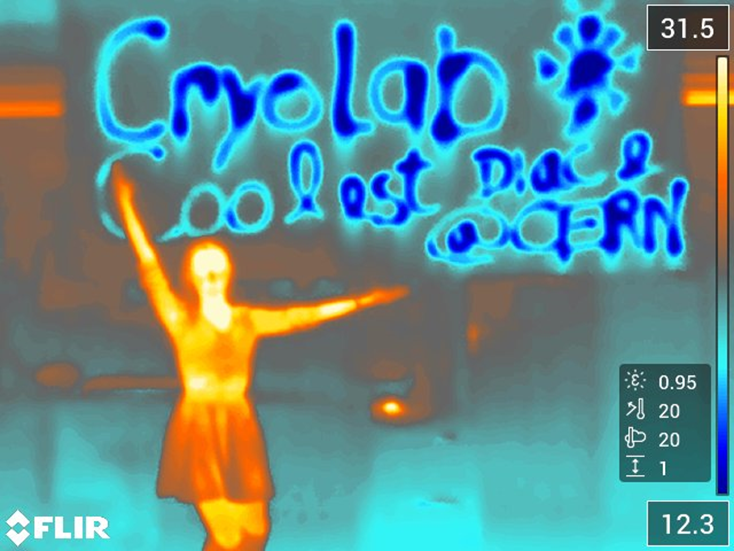 31.5
Cryolab
Coolest Place
@CERN
ε 0.95
20
20
1
FLIR
12.3